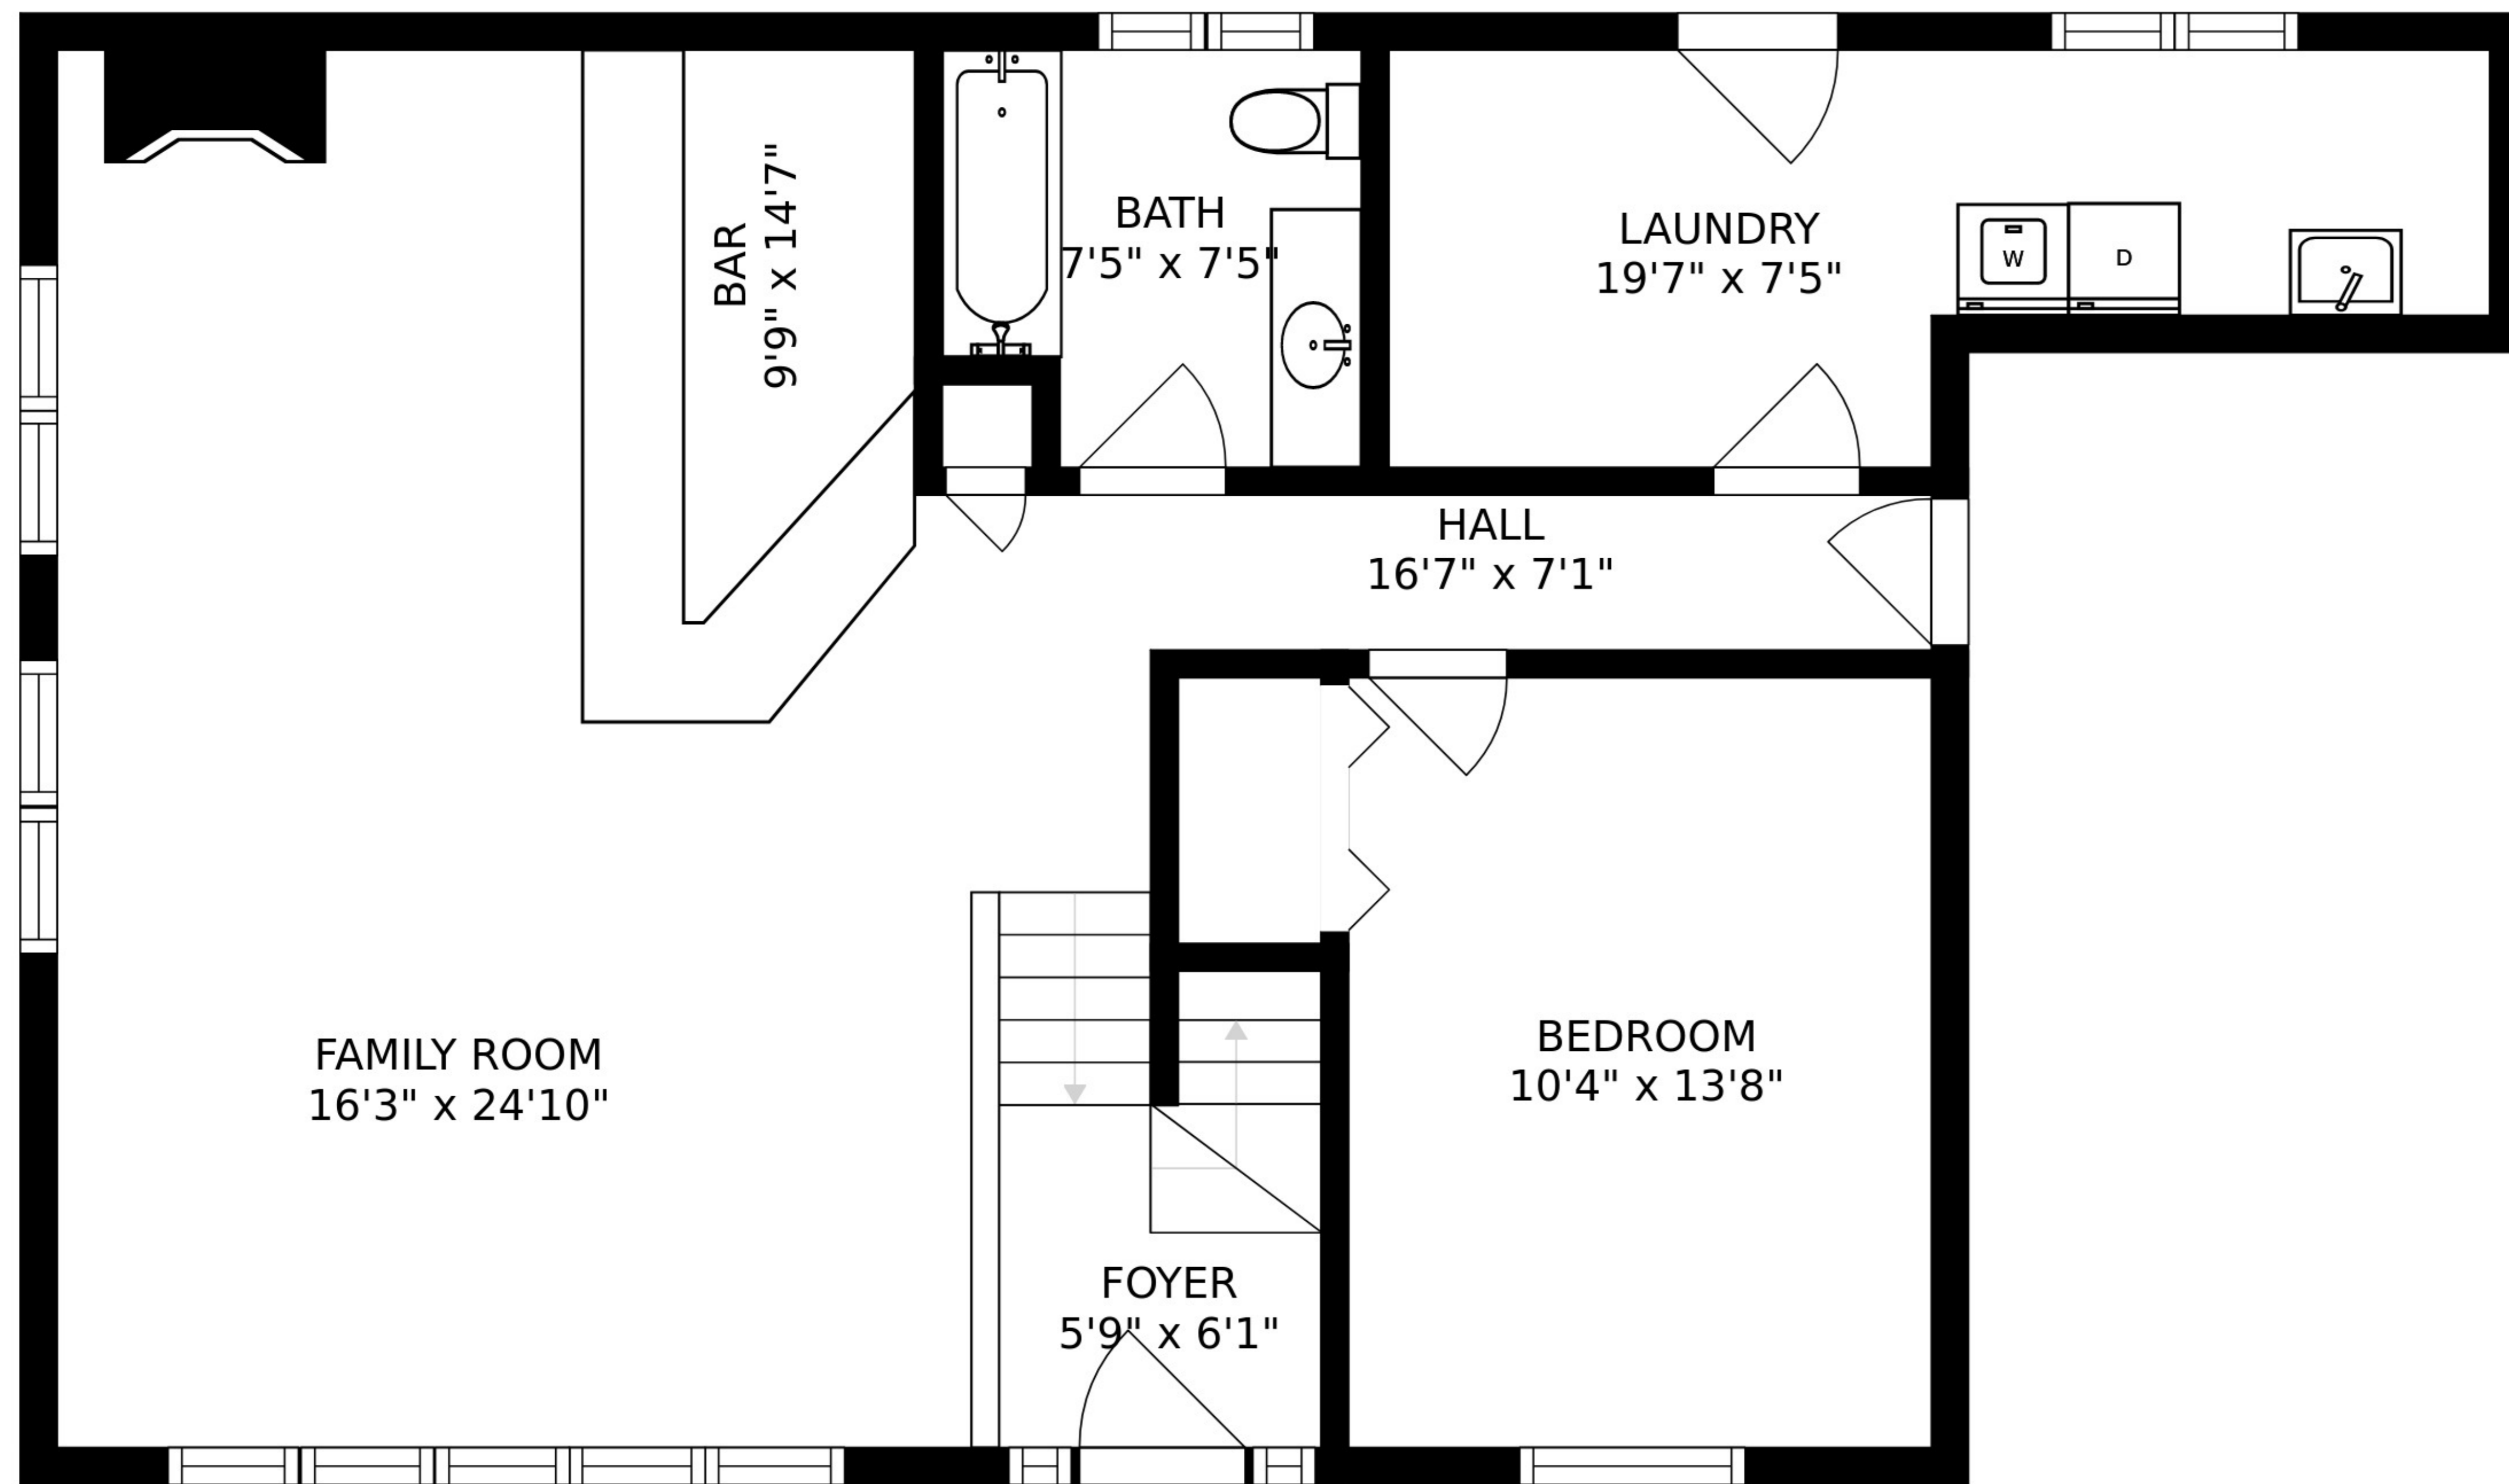 BAR
9'9" x 14'7"
BATH
7'5" x 7'5"
LAUNDRY
19'7" x 7'5"
W
D
HALL
16'7" x 7'1"
FAMILY ROOM
16'3" x 24'10"
BEDROOM
10'4" x 13'8"
FOYER
5'9" x 6'1"